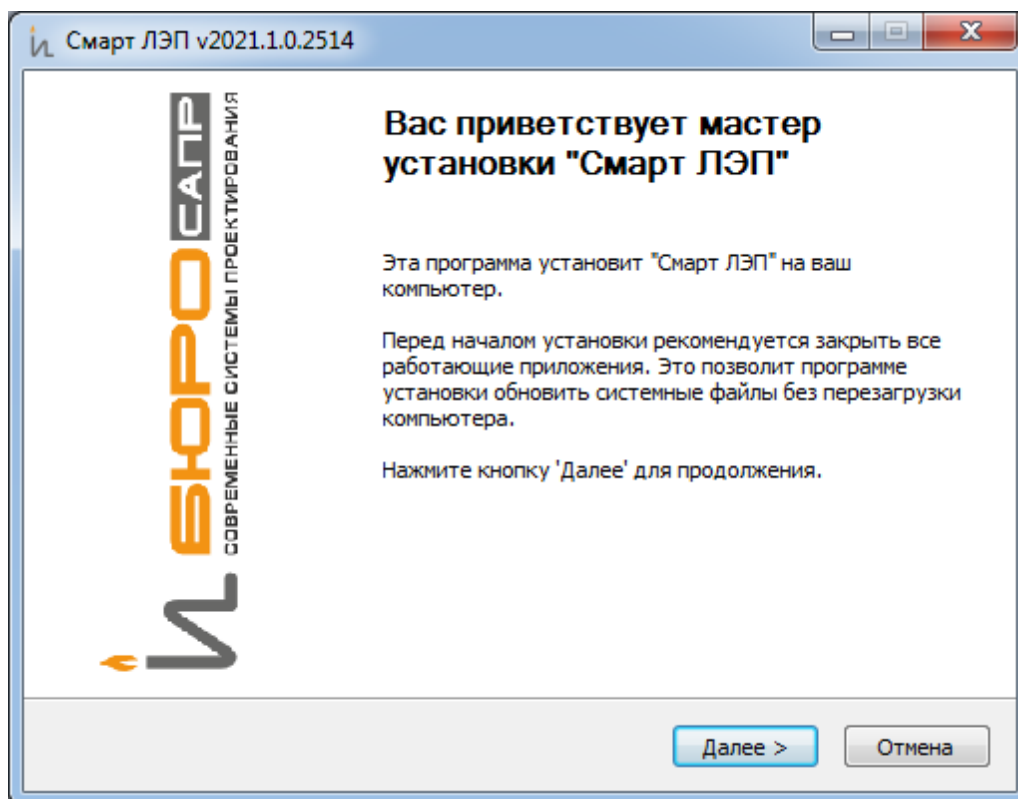 Смарт ЛЭП v2021.1.0.2514
БЮРО САПР
СОВРЕМЕННЫЕ СИСТЕМЫ ПРОЕКТИРОВАНИЯ
Вас приветствует мастер
установки "Смарт ЛЭП"
Эта программа установит "Смарт ЛЭП" на ваш
компьютер.
Перед началом установки рекомендуется закрыть все
работающие приложения. Это позволит программе
установки обновить системные файлы без перезагрузки
компьютера.
Нажмите кнопку 'Далее' для продолжения.
Далее >
Отмена